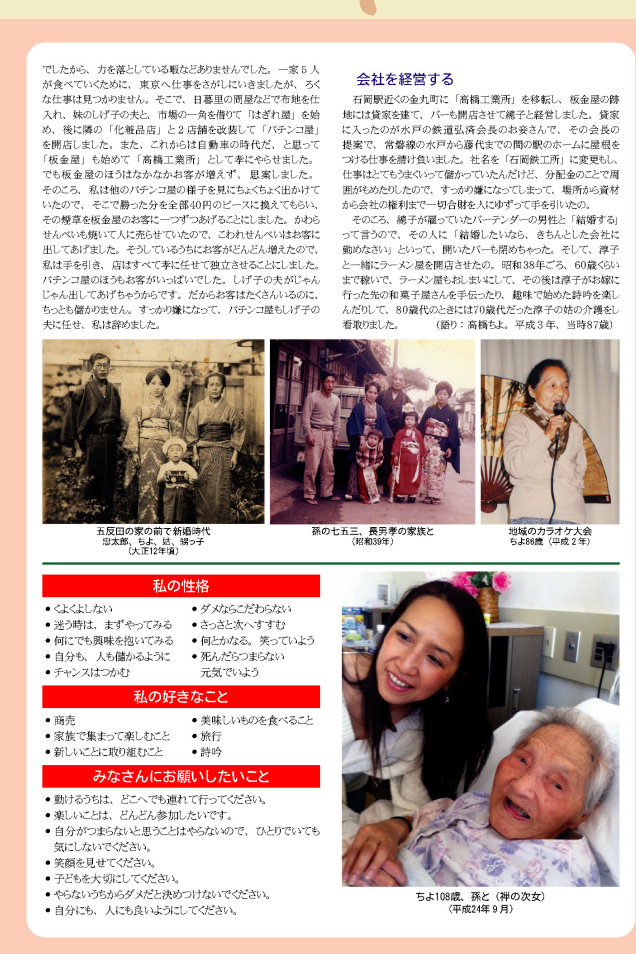 でしたから、力を落としている暇などありませんでした。一家５人
が食べていくために、東京へ仕事をさがしにいきましたが、ろく
な仕事は見つかりません。そこで、日暮里の問屋などで布地を仕
入れ、妹のしげ子の夫と、市場の一角を借りて「はぎれ屋」を始
め、後に隣の「化粧品店」と２店舗を改装して「パチンコ屋」
を開店しました。また、これからは自動車の時代だ、と思って
「板金屋」も始めて「高橋工業所」として孝にやらせました。
でも板金屋のほうはなかなかお客が増えず、思案しました。
そのころ、私は他のパチンコ屋の様子を見にちょくちょく出かけて
いたので、そこで勝った分を全部40円のピースに換えてもらい、
その煙草を板金屋のお客に一つずつあげることにしました。かわら
せんべいも焼いて人に売らせていたので、こわれせんべいはお客に
出してあげました。そうしているうちにお客がどんどん増えたので、
私は手を引き、店はすべて孝に任せて独立させることにしました。
パチンコ屋のほうもお客がいっぱいでした。しげ子の夫がじゃん
じゃん出してあげちゃうからです。だからお客はたくさんいるのに、
ちっとも儲かりません。すっかり嫌になって、パチンコ屋もしげ子の
夫に任せ、私は辞めました。
会社を経営する
石岡駅近くの金丸町に「高橋工業所」を移転し、板金屋の跡
地には貸家を建て、バーも開店させて繞子と経営しました。貸家
に入ったのが水戸の鉄道弘済会長のお妾さんで、その会長の
提案で、常磐線の水戸から藤代までの間の駅のホームに屋根を
つける仕事を請け負いました。社名を「石岡鉄工所」に変更もし、
仕事はとてもうまくいって儲かっていたんだけど、分配金のことで周
囲がもめたりしたので、すっかり嫌になってしまって、場所から資材
から会社の権利まで一切合財を人にゆずって手を引いたの。
そのころ、繞子が雇っていたバーテンダーの男性と「結婚する」
って言うので、その人に「結婚したいなら、きちんとした会社に
勤めなさい」といって、開いたバーも閉めちゃった。そして、淳子
と一緒にラーメン屋を開店させたの。昭和38年ごろ、60歳くらい
まで稼いで、ラーメン屋もおしまいにして、その後は淳子がお嫁に
行った先の和菓子屋さんを手伝ったり、趣味で始めた詩吟を楽し
んだりして、80歳代のときには70歳代だった淳子の姑の介護をし
看取りました。　（語り：高橋ちよ。平成３年、当時87歳）
五反田の家の前で新婚時代
忠太郎、ちよ、姑、甥っ子
（大正12年頃）
孫の七五三、長男孝の家族と
（昭和39年）
地域のカラオケ大会
ちよ86歳（平成２年）
私の性格
●くよくよしない
●迷う時は、まずやってみる
●何にでも興味を抱いてみる
●自分も、人も儲かるように
●チャンスはつかむ
●ダメならこだわらない
●さっさと次へすすむ
●何とかなる。笑っていよう
●死んだらつまらない
元気でいよう
私の好きなこと
●商売
●家族で集まって楽しむこと
●新しいことに取り組むこと
●美味しいものを食べること
●旅行
●詩吟
みなさんにお願いしたいこと
●動けるうちは、どこへでも連れて行ってください。
●楽しいことは、どんどん参加したいです。
●自分がつまらないと思うことはやらないので、ひとりでいても
気にしないでください。
●笑顔を見せてください。
●子どもを大切にしてください。
●やらないうちからダメだと決めつけないでください。
●自分にも、人にも良いようにしてください。
ちよ108歳、孫と（禅の次女）
（平成24年９月）